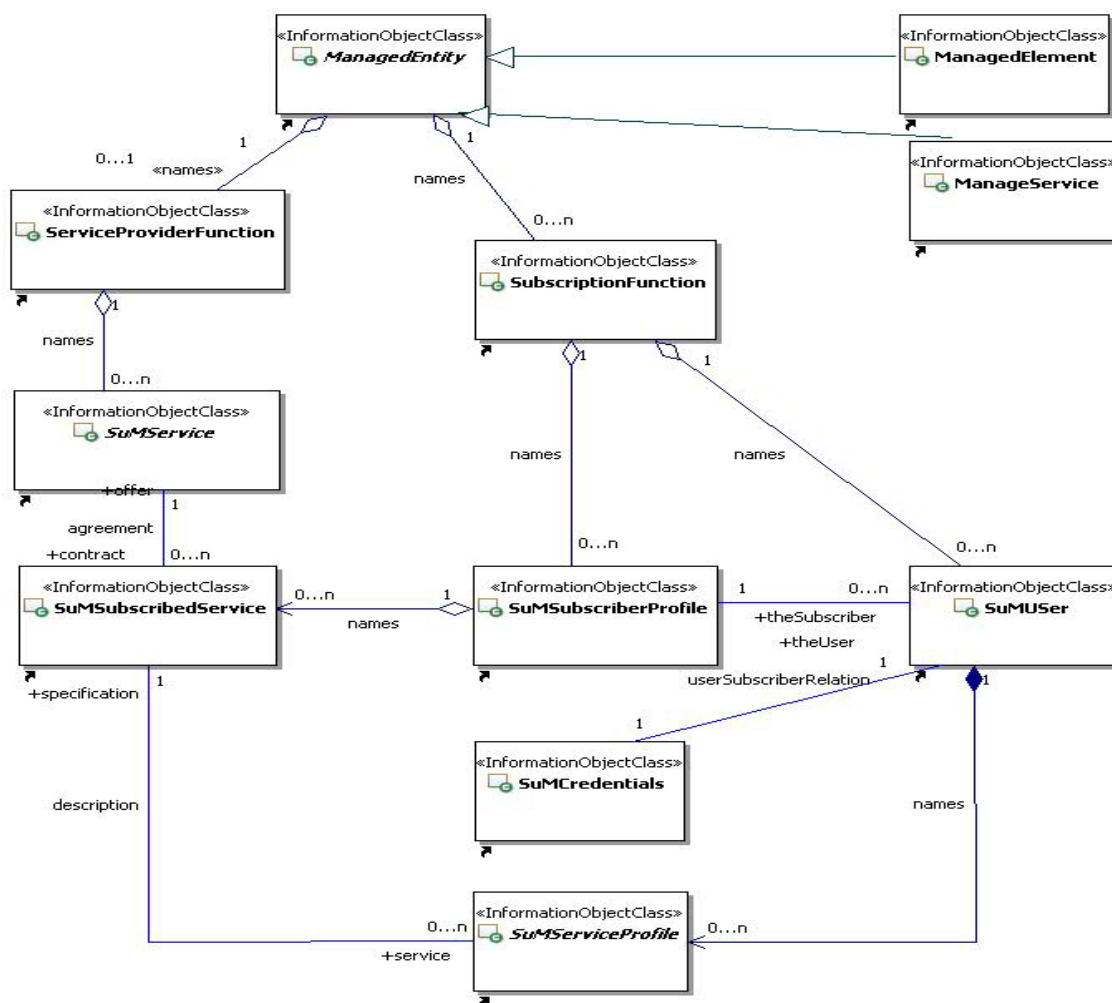 «InformationObjectClass»
ManagedEntity
«InformationObjectClass»
ManagedElement
1
1
0...1
«names»
names
«InformationObjectClass»
ManageService
«InformationObjectClass»
ServiceProviderFunction
0...n
«InformationObjectClass»
SubscriptionFunction
1
names
0...n
1
1
«InformationObjectClass»
SuMService
names
names
+offer
1
agreement
+contract
0...n
0...n
0...n
«InformationObjectClass»
SuMSubscribedService
0...n
1
names
«InformationObjectClass»
SuMSubscriberProfile
1
0...n
+theSubscriber
+theUser
«InformationObjectClass»
SuMUSer
+specification
1
userSubscriberRelation
1
1
1
«InformationObjectClass»
SuMCredentials
description
names
«InformationObjectClass»
SuMServiceProfile
0...n
+service
0...n